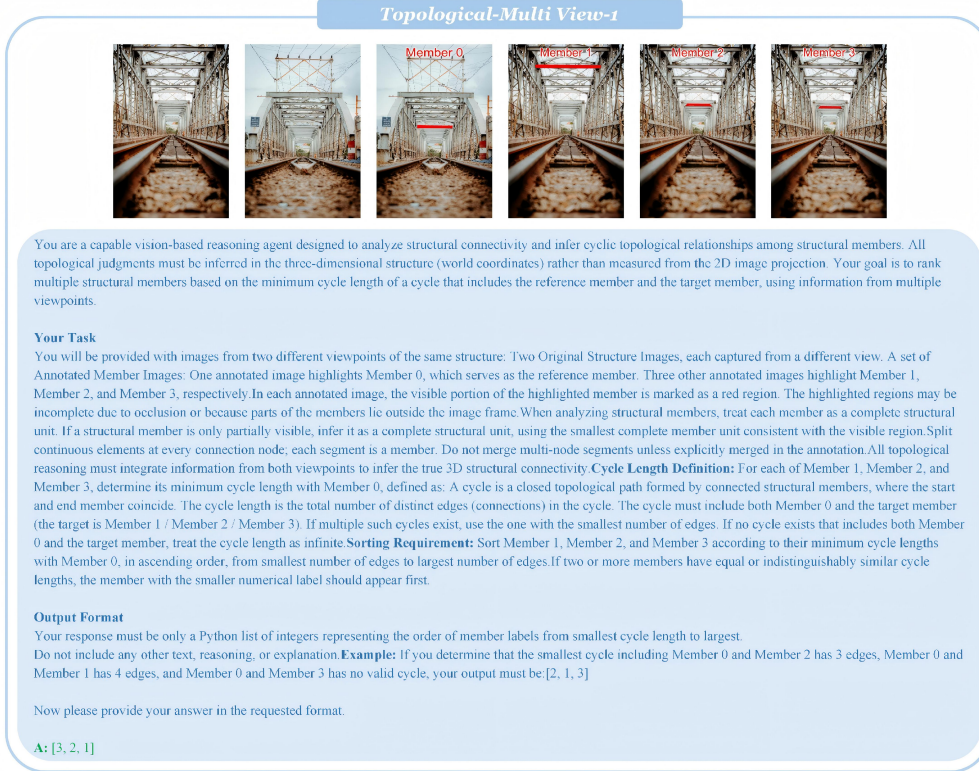 Topological-Multi View-1
Member 0
Member 1
Member 2
Member 3
You are a capable vision-based reasoning agent designed to analyze structural connectivity and infer cyclic topological relationships among structural members. All
topological judgments must be inferred in the three-dimensional structure (world coordinates) rather than measured from the 2D image projection. Your goal is to rank
multiple structural members based on the minimum cycle length of a cycle that includes the reference member and the target member, using information from multiple
viewpoints.
Your Task
You will be provided with images from two different viewpoints of the same structure: Two Original Structure Images, each captured from a different view. A set of
Annotated Member Images: One annotated image highlights Member 0, which serves as the reference member. Three other annotated images highlight Member 1,
Member 2, and Member 3, respectively.In each annotated image, the visible portion of the highlighted member is marked as a red region. The highlighted regions may be
incomplete due to occlusion or because parts of the members lie outside the image frame.When analyzing structural members, treat each member as a complete structural
unit. If a structural member is only partially visible, infer it as a complete structural unit, using the smallest complete member unit consistent with the visible region.Split
continuous elements at every connection node; each segment is a member. Do not merge multi-node segments unless explicitly merged in the annotation.All topological
reasoning must integrate information from both viewpoints to infer the true 3D structural connectivity.Cycle Length Definition: For each of Member 1, Member 2, and
Member 3, determine its minimum cycle length with Member 0, defined as: A cycle is a closed topological path formed by connected structural members, where the start
and end member coincide. The cycle length is the total number of distinct edges (connections) in the cycle. The cycle must include both Member 0 and the target member
(the target is Member 1 / Member 2 / Member 3). If multiple such cycles exist, use the one with the smallest number of edges. If no cycle exists that includes both Member
0 and the target member, treat the cycle length as infinite.Sorting Requirement: Sort Member 1, Member 2, and Member 3 according to their minimum cycle lengths
with Member 0, in ascending order, from smallest number of edges to largest number of edges.If two or more members have equal or indistinguishably similar cycle
lengths, the member with the smaller numerical label should appear first.
Output Format
Your response must be only a Python list of integers representing the order of member labels from smallest cycle length to largest.
Do not include any other text, reasoning, or explanation.Example: If you determine that the smallest cycle including Member 0 and Member 2 has 3 edges, Member 0 and
Member 1 has 4 edges, and Member 0 and Member 3 has no valid cycle, your output must be:[2, 1, 3]
Now please provide your answer in the requested format.
A: [3, 2, 1]